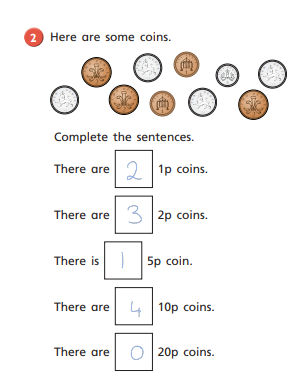 2 Here are some coins.
Complete the sentences.
There are 2 1p coins.
There are 3 2p coins.
There is 1 5p coin.
There are 4 10p coins.
There are 0 20p coins.